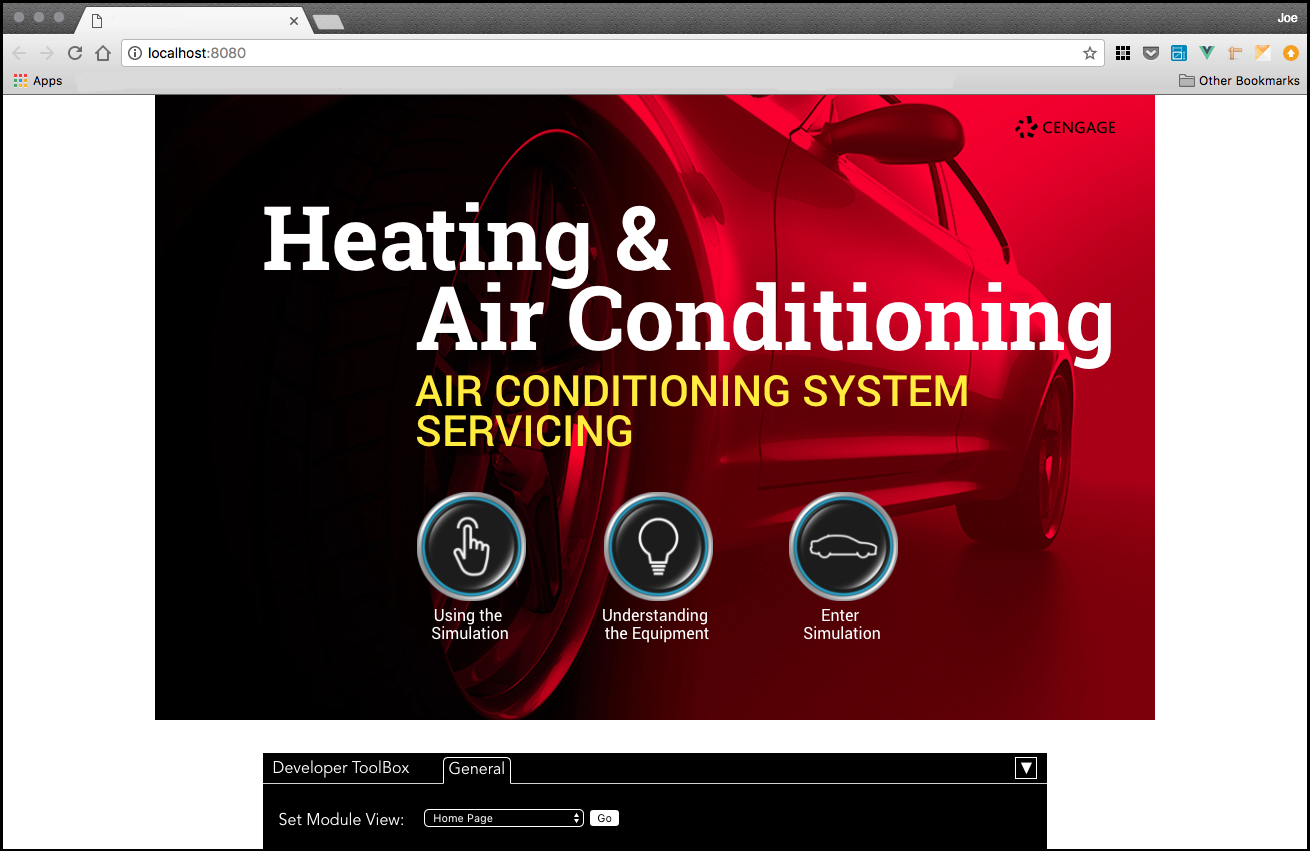 Joe
localhost:8080
Apps
Other Bookmarks
CENGAGE
Heating &
Air Conditioning
AIR CONDITIONING SYSTEM
SERVICING
Using the
Simulation
Understanding
the Equipment
Enter
Simulation
Developer ToolBox
General
Set Module View:
Home Page
Go